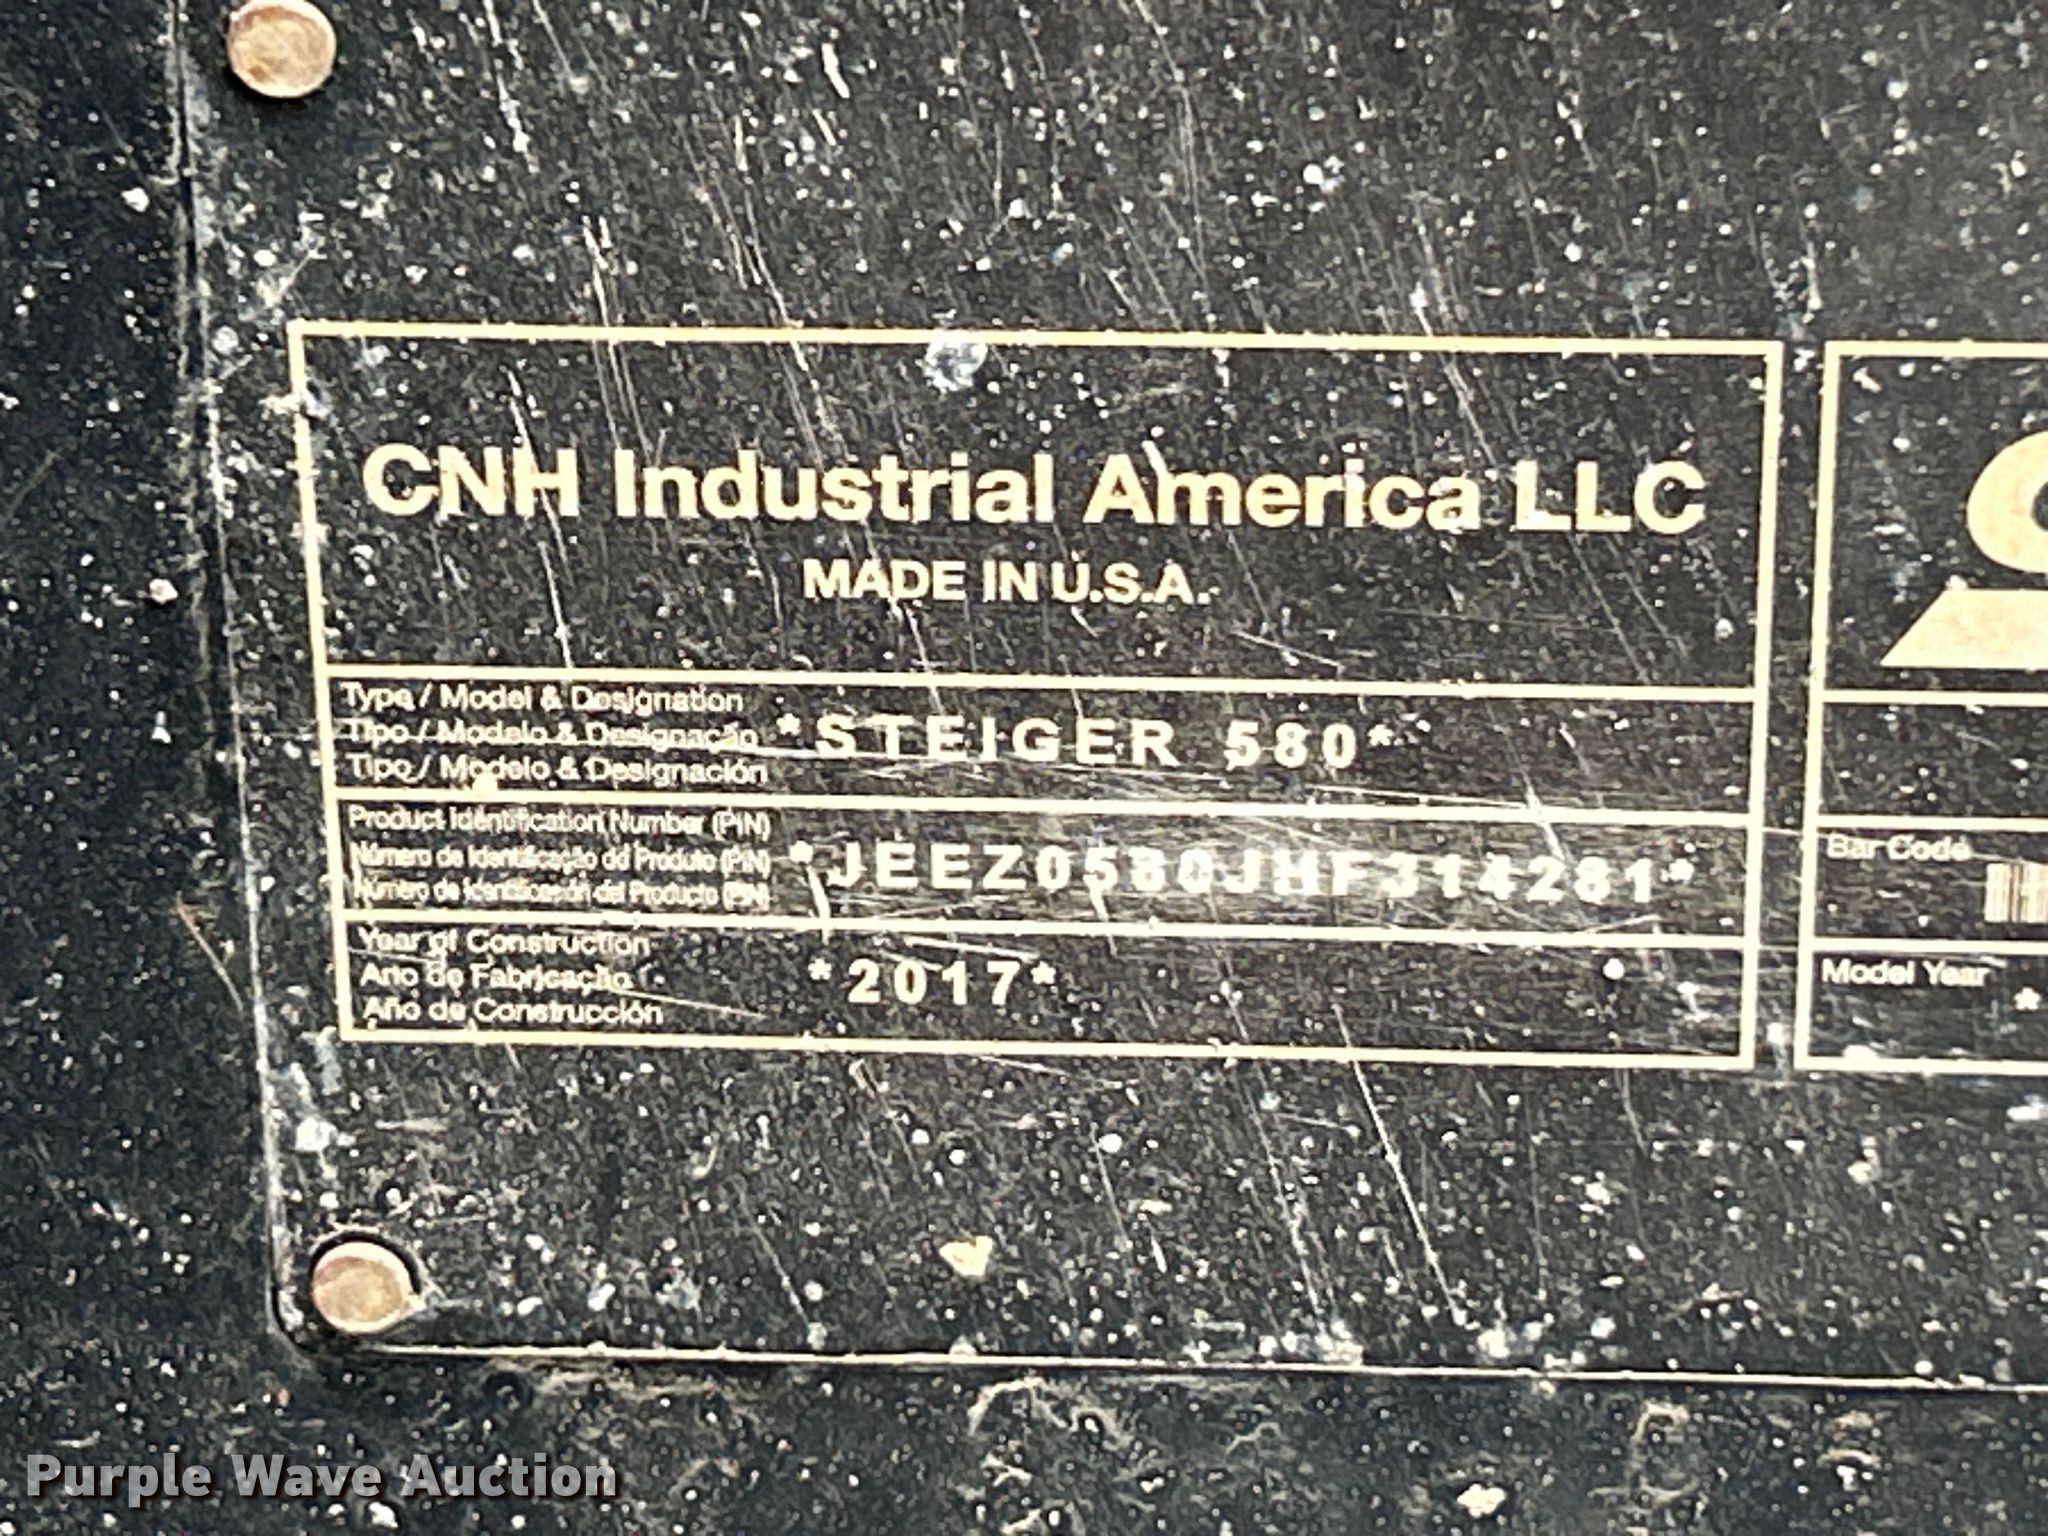 CNH Industrial America LLC
MADE IN U.S.A.
Type / Model & Designation
Tipo / Modelo & Designação
Tipo / Modelo & Designación
*STEIGER 580*
Product Identification Number (PIN)
Número de Identificação do Produto (PIN)
Número de Identificación del Producto (PIN)
*JEEZ0580JHF314281*
Year of Construction
Ano de Fabricação
Año de Construcción
*2017*
Bar Code
Model Year
*
Purple Wave Auction